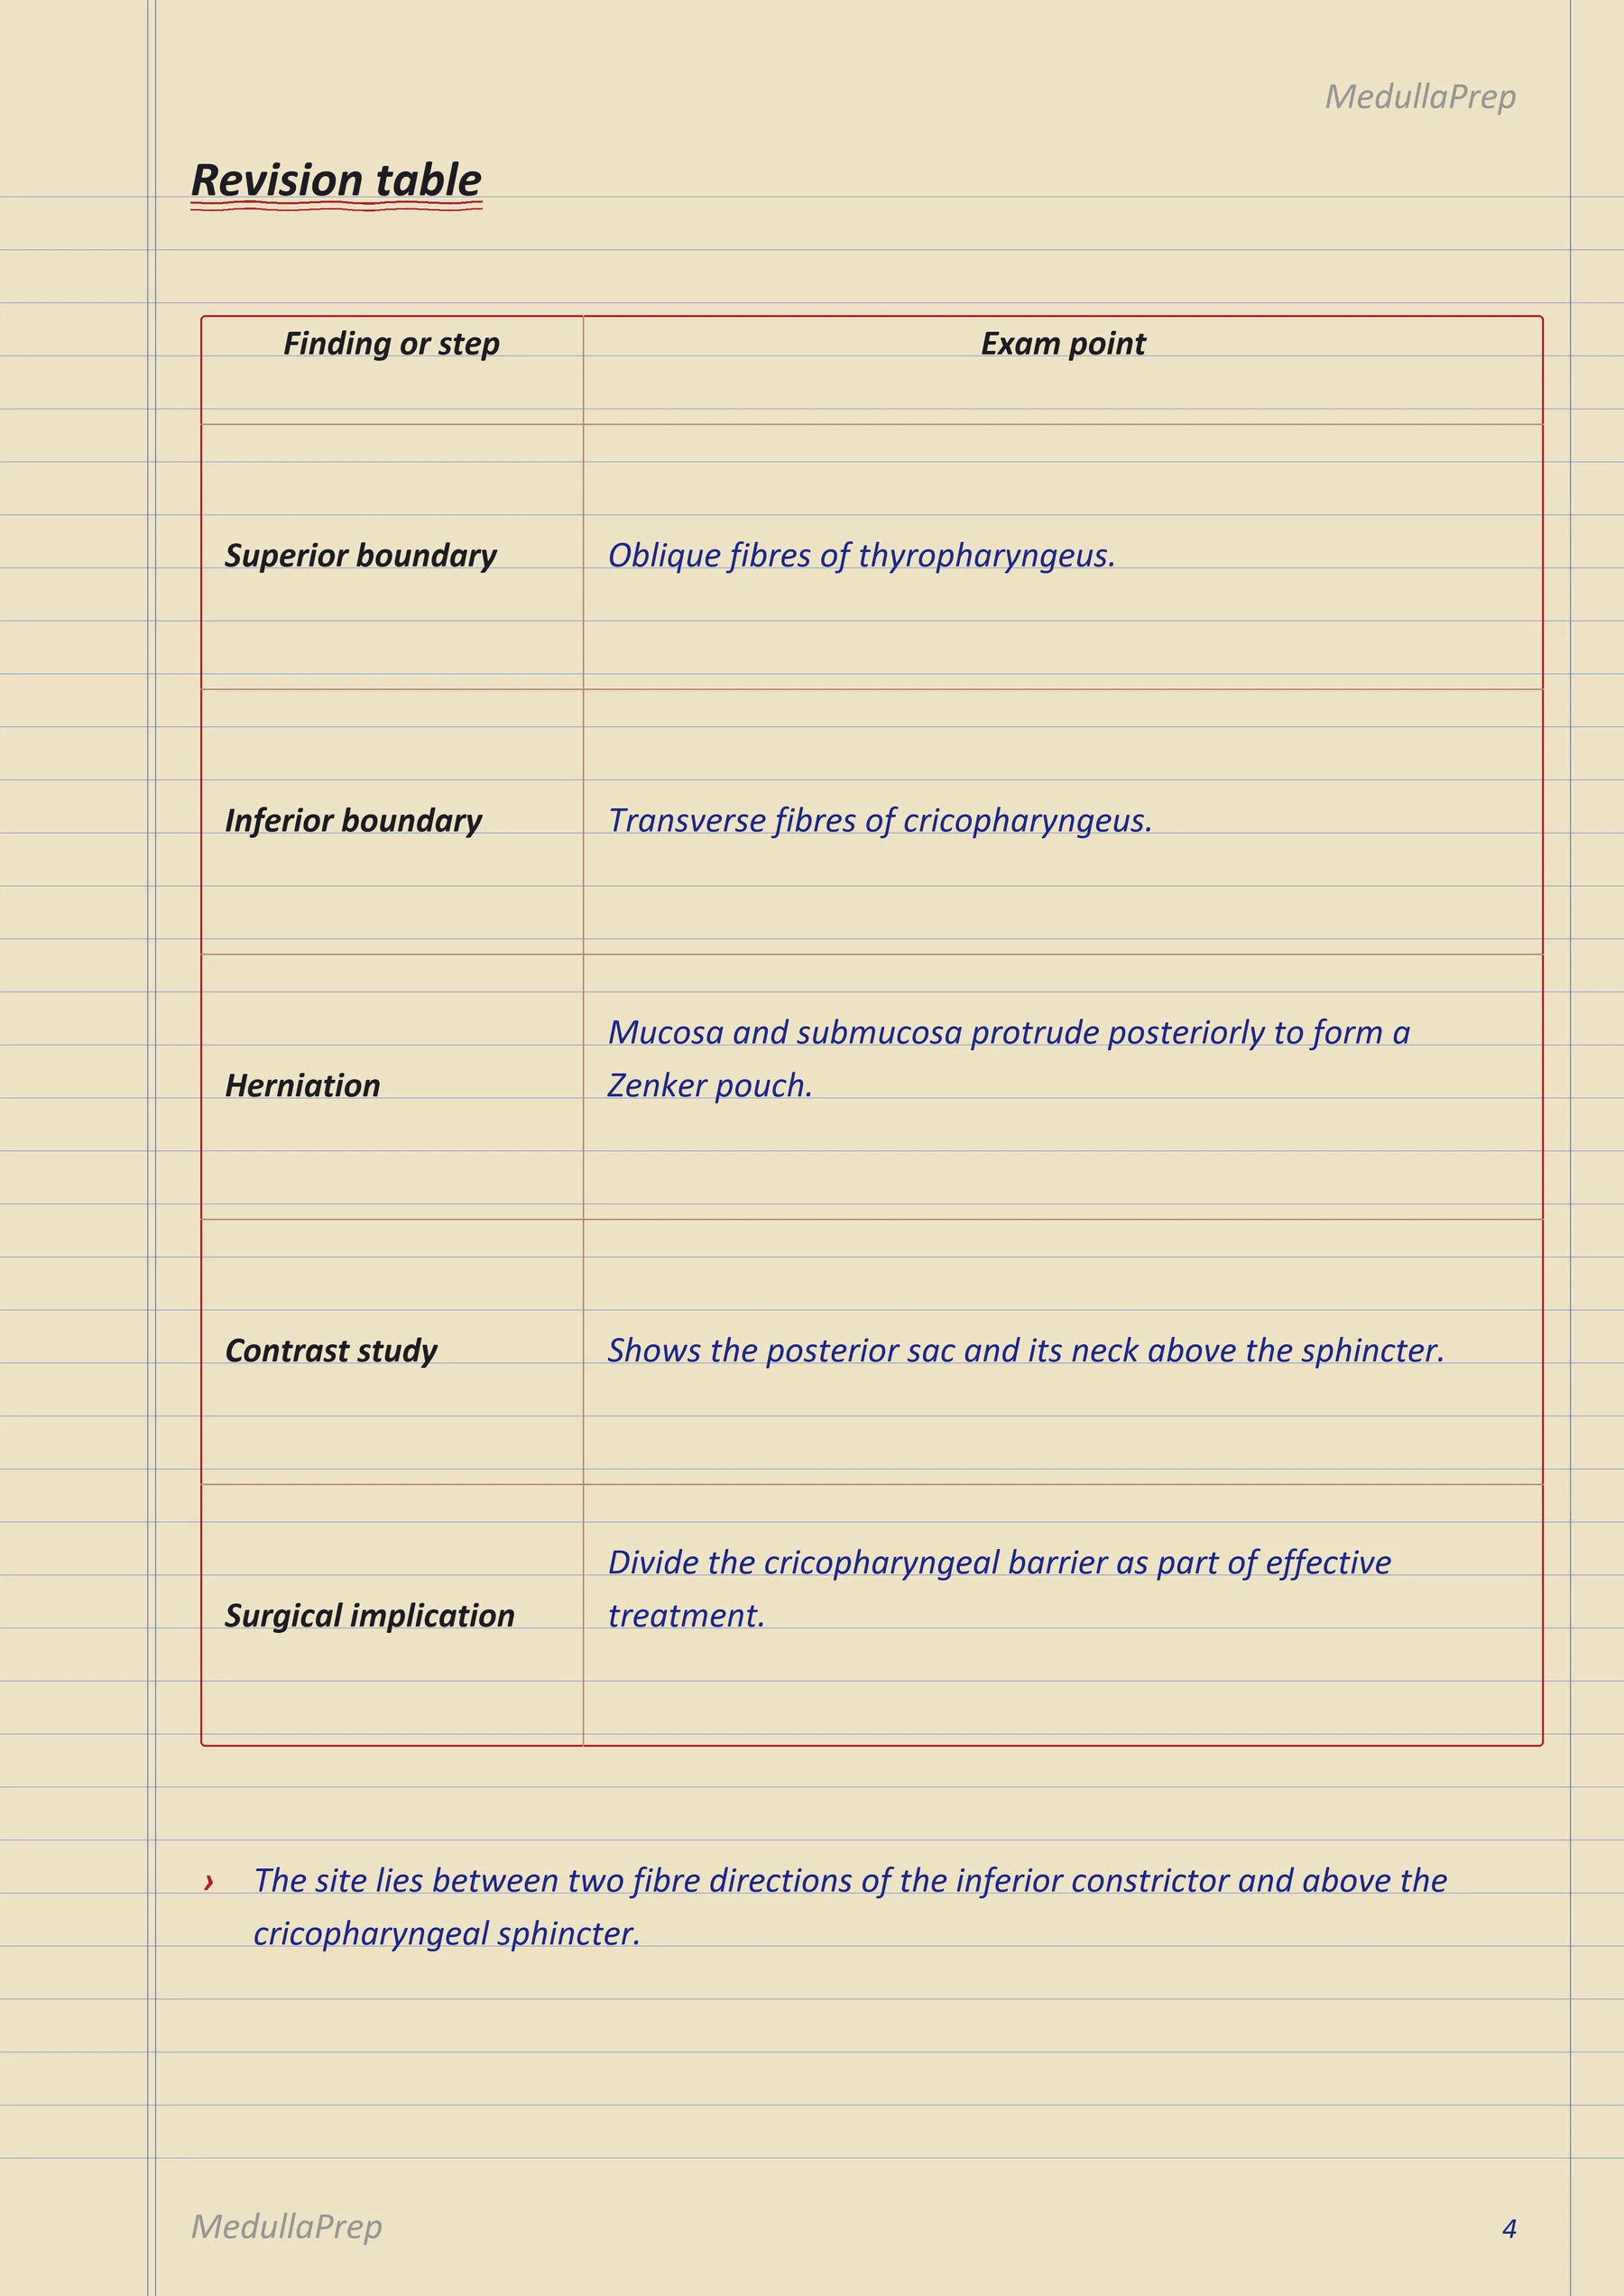 MedullaPrep
Revision table
Finding or step
Exam point
Superior boundary
Oblique fibres of thyropharyngeus.
Inferior boundary
Transverse fibres of cricopharyngeus.
Herniation
Mucosa and submucosa protrude posteriorly to form a
Zenker pouch.
Contrast study
Shows the posterior sac and its neck above the sphincter.
Surgical implication
Divide the cricopharyngeal barrier as part of effective
treatment.
› The site lies between two fibre directions of the inferior constrictor and above the
cricopharyngeal sphincter.
MedullaPrep
4